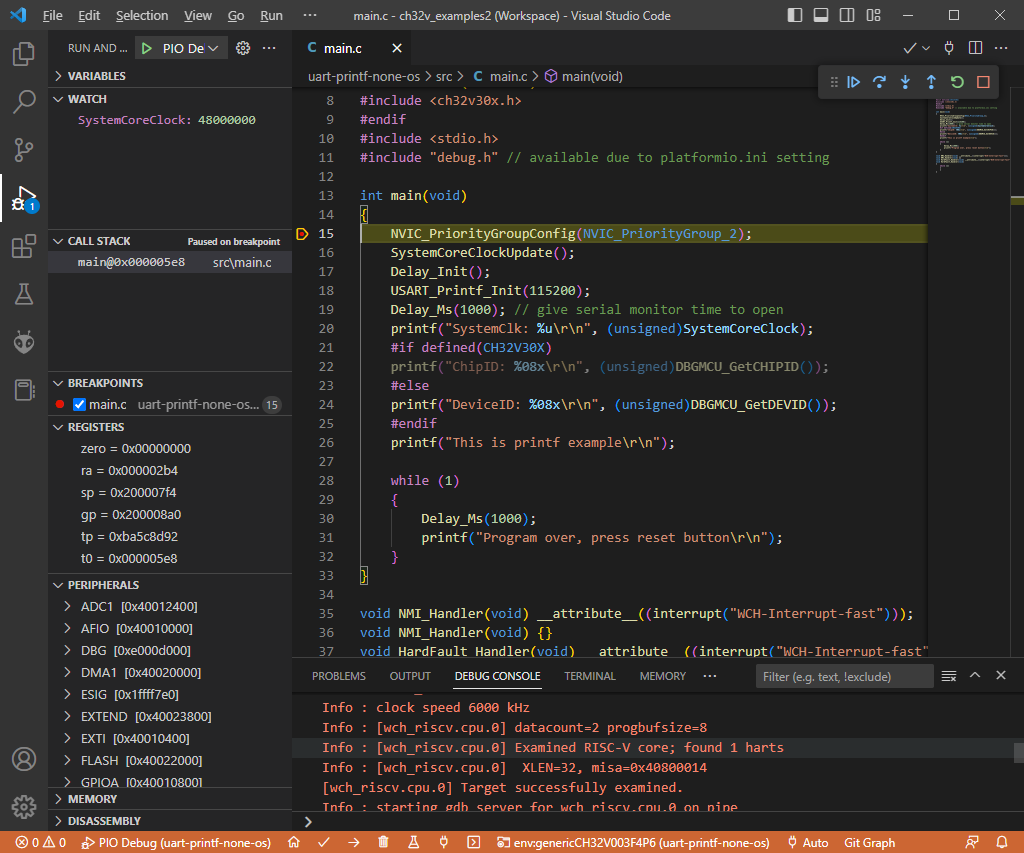 File Edit Selection View Go Run ··· main.c - ch32v_examples2 (Workspace) - Visual Studio Code
RUN AND ... PIO De
VARIABLES
WATCH
SystemCoreClock: 48000000
CALL STACK Paused on breakpoint
main@0x000005e8 src\main.c
BREAKPOINTS
main.c uart-printf-none-os... 15
REGISTERS
zero = 0x00000000
ra = 0x000002b4
sp = 0x200007f4
gp = 0x200008a0
tp = 0xba5c8d92
t0 = 0x000005e8
PERIPHERALS
ADC1 [0x40012400]
AFIO [0x40010000]
DBG [0xe000d000]
DMA1 [0x40020000]
ESIG [0x1ffff7e0]
EXTEND [0x40023800]
EXTI [0x40010400]
FLASH [0x40022000]
GPIOA [0x40010800]
MEMORY
DISASSEMBLY
1
main.c
uart-printf-none-os > src > C main.c > main(void)
8 #include <ch32v30x.h>
9 #endif
10 #include <stdio.h>
11 #include "debug.h" // available due to platformio.ini setting
12
13 int main(void)
14 {
15 NVIC_PriorityGroupConfig(NVIC_PriorityGroup_2);
16 SystemCoreClockUpdate();
17 Delay_Init();
18 USART_Printf_Init(115200);
19 Delay_Ms(1000); // give serial monitor time to open
20 printf("SystemClk: %u\r\n", (unsigned)SystemCoreClock);
21 #if defined(CH32V30X)
22 printf("ChipID: %08x\r\n", (unsigned)DBGMCU_GetCHIPID());
23 #else
24 printf("DeviceID: %08x\r\n", (unsigned)DBGMCU_GetDEVID());
25 #endif
26 printf("This is printf example\r\n");
27
28 while (1)
29 {
30 Delay_Ms(1000);
31 printf("Program over, press reset button\r\n");
32 }
33 }
34
35 void NMI_Handler(void) __attribute__((interrupt("WCH-Interrupt-fast")));
36 void NMI_Handler(void) {}
37 void HardFault_Handler(void) __attribute__((interrupt("WCH-Interrupt-fast"
PROBLEMS OUTPUT DEBUG CONSOLE TERMINAL MEMORY ··· Filter (e.g. text, !exclude)
Info : clock speed 6000 kHz
Info : [wch_riscv.cpu.0] datacount=2 progbufsize=8
Info : [wch_riscv.cpu.0] Examined RISC-V core; found 1 harts
Info : [wch_riscv.cpu.0]  XLEN=32, misa=0x40800014
[wch_riscv.cpu.0] Target successfully examined.
Info : starting gdb server for wch_riscv.cpu.0 on pipe
0 0 PIO Debug (uart-printf-none-os) env:genericCH32V003F4P6 (uart-printf-none-os) Auto Git Graph